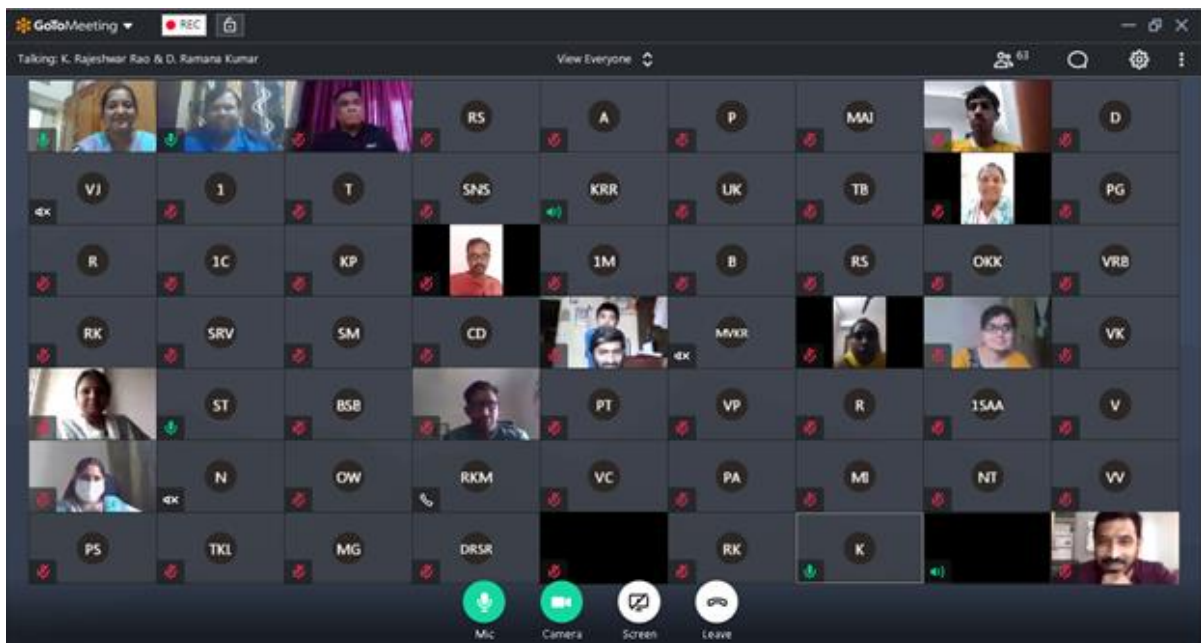 GoToMeeting REC
Talking: K. Rajeshwar Rao & D. Ramana Kumar View Everyone 63
RS A P MAI D
VJ 1 T SNS KRR UK TB PG
R 1C KP 1M B RS OKK VRB
RK SRV SM CD MVKR VK
ST BSB PT VP R 1SAA V
N OW RKM VC PA MI NT VV
PS TKL MG DRSR RK K
Mic Camera Screen Leave